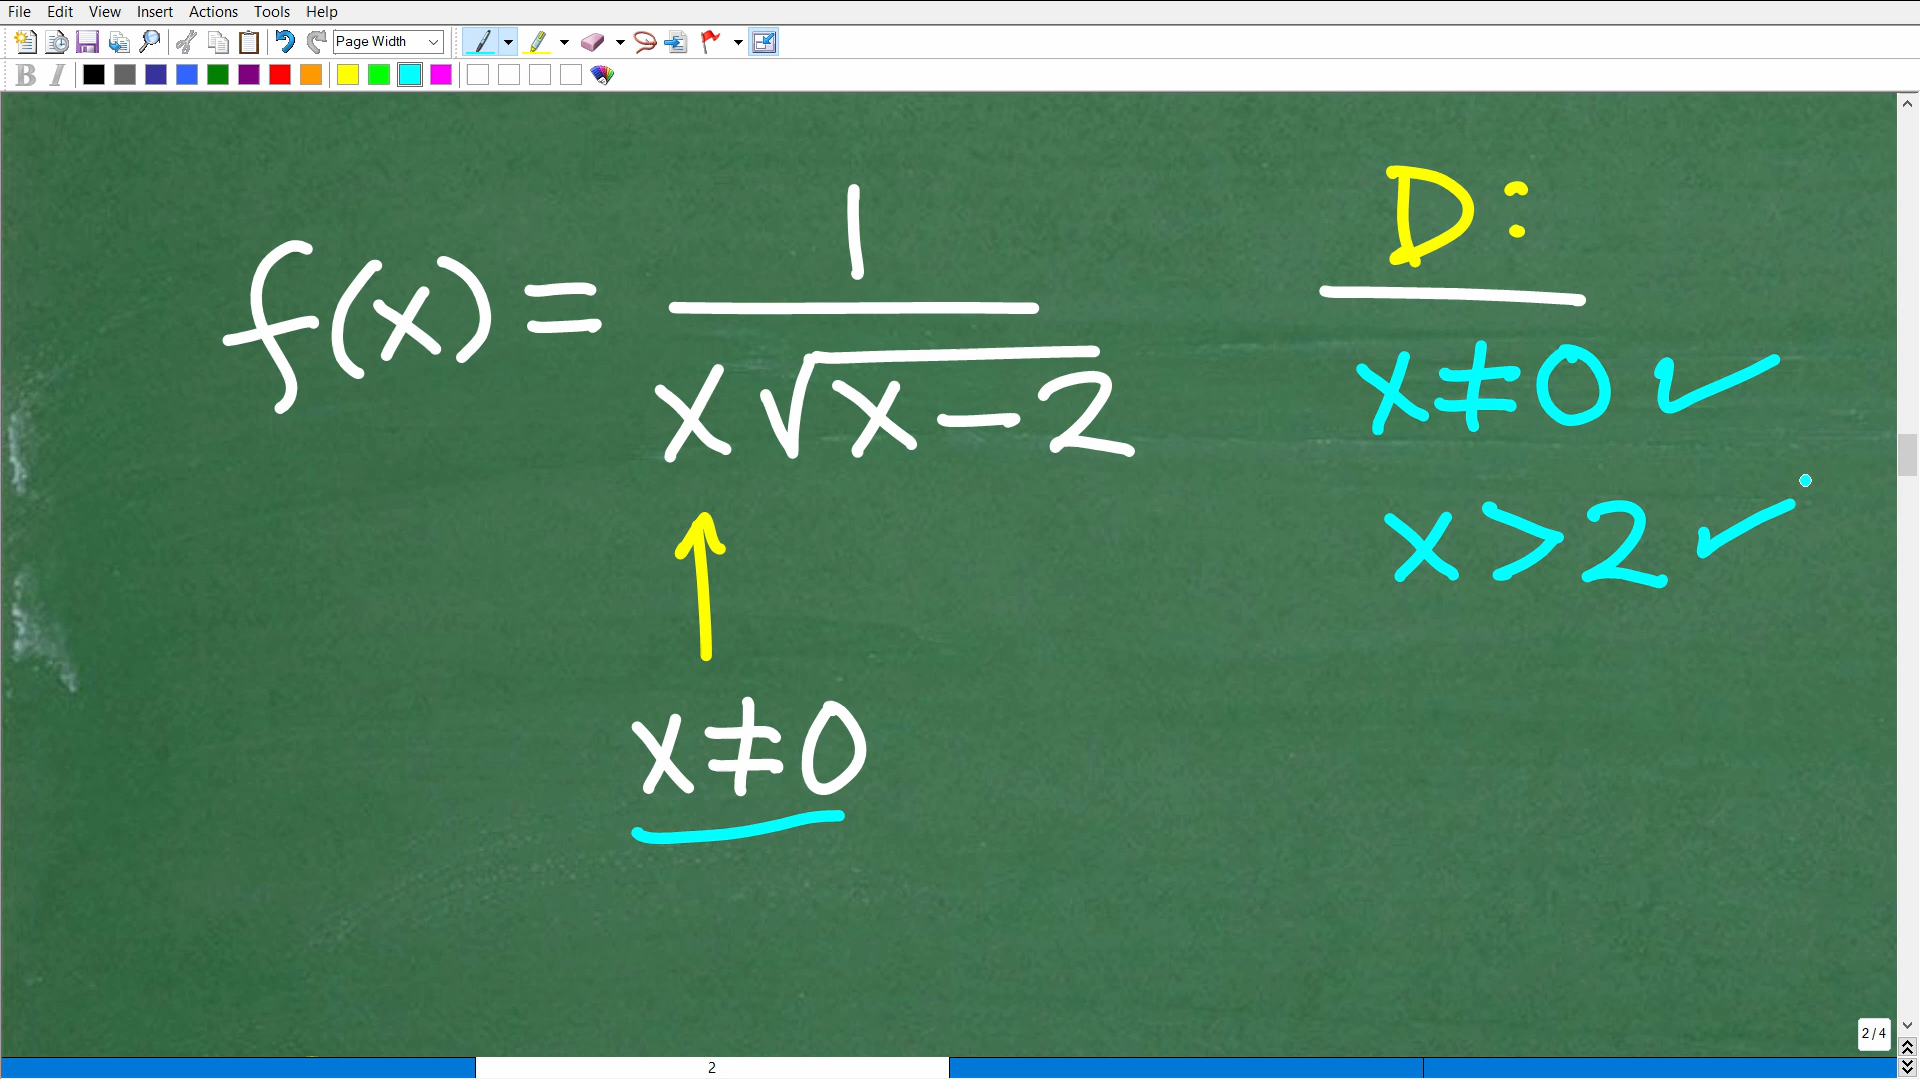 File Edit View Insert Actions Tools Help
Page Width
B I
D:
f(x) = 1 / x√x-2
x≠0 ✓
x>2 ✓
x≠0
2/4
2